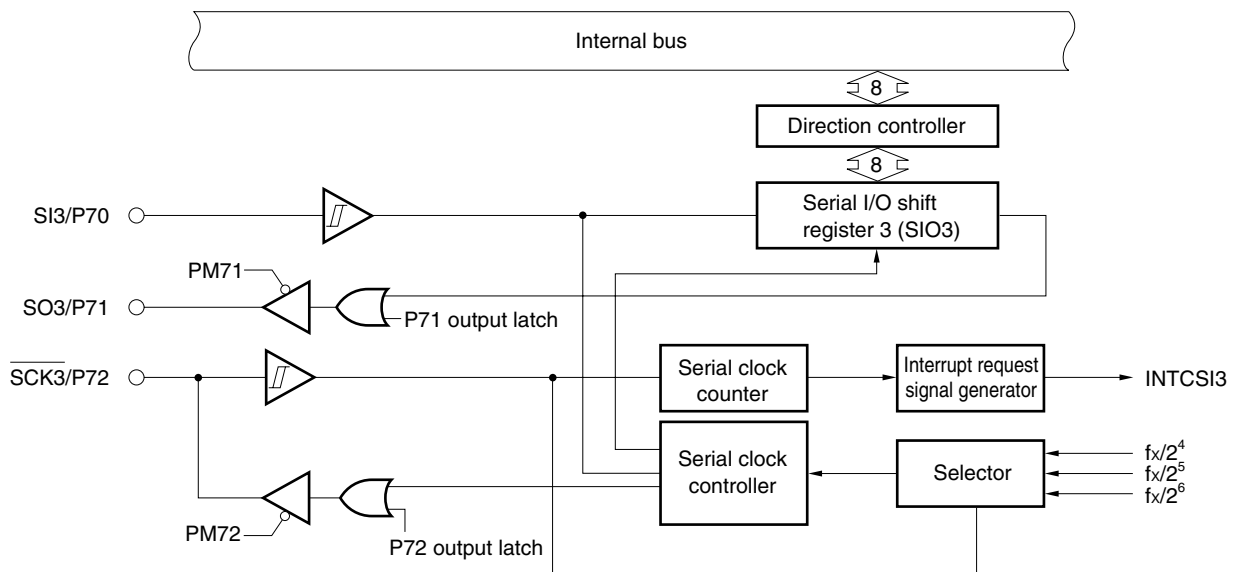 Internal bus
8
Direction controller
8
SI3/P70
Serial I/O shift
register 3 (SIO3)
PM71
SO3/P71
P71 output latch
SCK3/P72
Serial clock
counter
Interrupt request
signal generator
INTCSI3
Serial clock
controller
Selector
fx/2⁴
fx/2⁵
fx/2⁶
PM72
P72 output latch